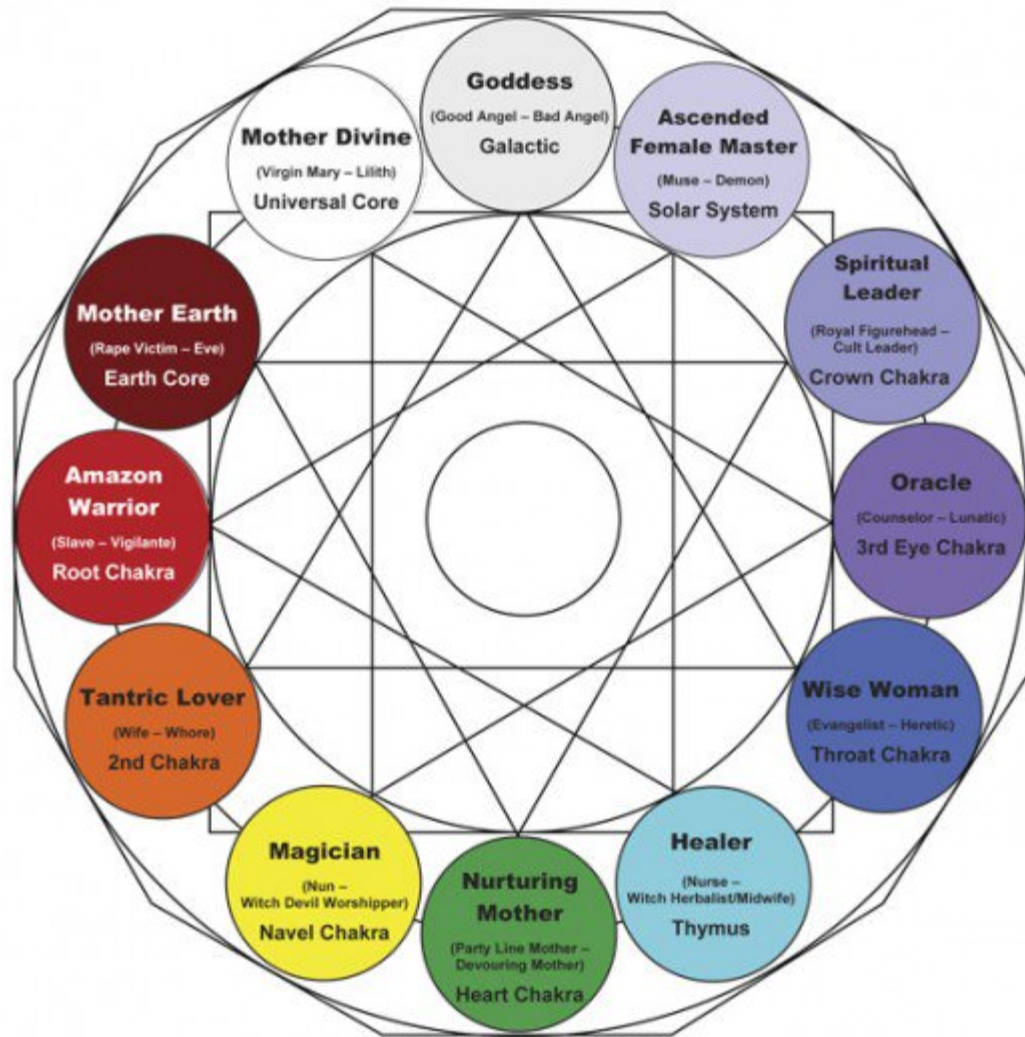 Goddess
(Good Angel – Bad Angel)
Galactic
Ascended
Female Master
(Muse – Demon)
Solar System
Spiritual
Leader
(Royal Figurehead –
Cult Leader)
Crown Chakra
Oracle
(Counselor – Lunatic)
3rd Eye Chakra
Wise Woman
(Evangelist – Heretic)
Throat Chakra
Healer
(Nurse –
Witch Herbalist/Midwife)
Thymus
Nurturing
Mother
(Party Line Mother –
Devouring Mother)
Heart Chakra
Magician
(Nun –
Witch Devil Worshipper)
Navel Chakra
Tantric Lover
(Wife – Whore)
2nd Chakra
Amazon
Warrior
(Slave – Vigilante)
Root Chakra
Mother Earth
(Rape Victim – Eve)
Earth Core
Mother Divine
(Virgin Mary – Lilith)
Universal Core